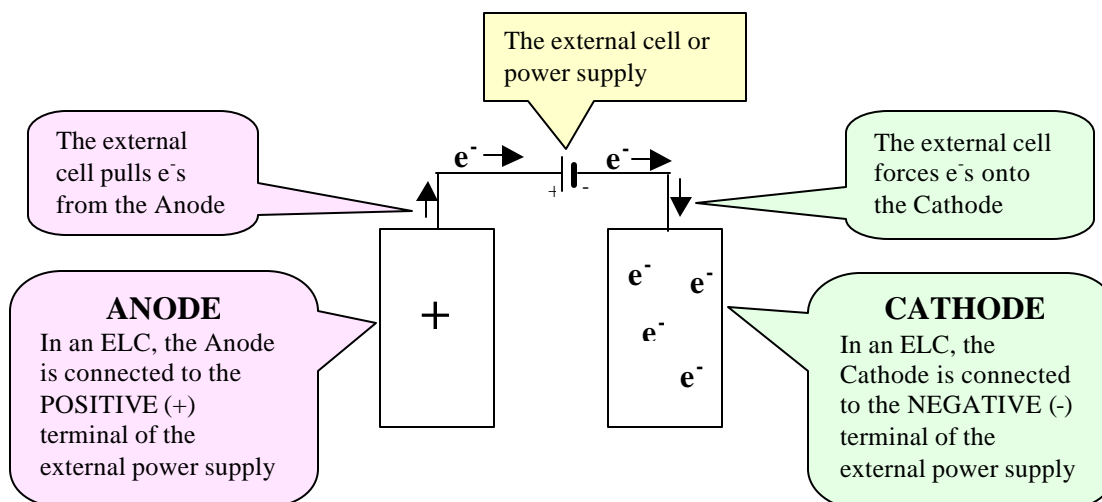 The external cell or
power supply
The external
cell pulls e-s
from the Anode
e-
e-
+ -
The external cell
forces e-s onto
the Cathode
ANODE
In an ELC, the Anode
is connected to the
POSITIVE (+)
terminal of the
external power supply
+
e-
e-
e-
e-
CATHODE
In an ELC, the
Cathode is connected
to the NEGATIVE (-)
terminal of the
external power supply